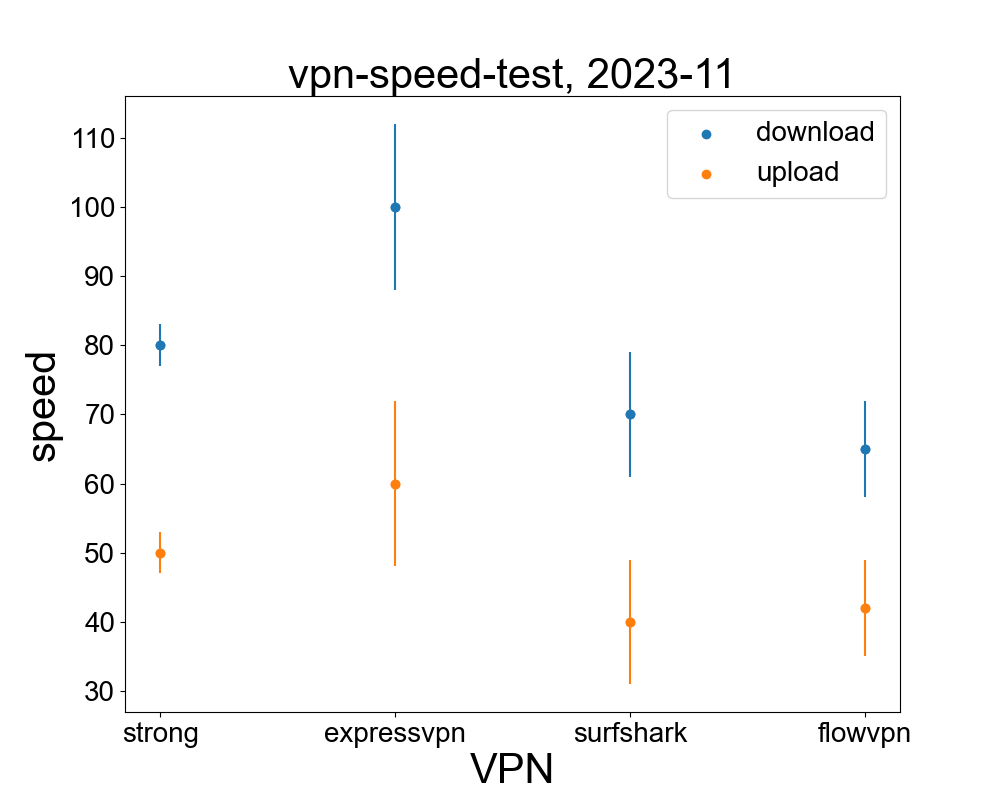 vpn-speed-test, 2023-11
download
upload
110
100
90
80
70
60
50
40
30
speed
strong expressvpn surfshark flowvpn
VPN